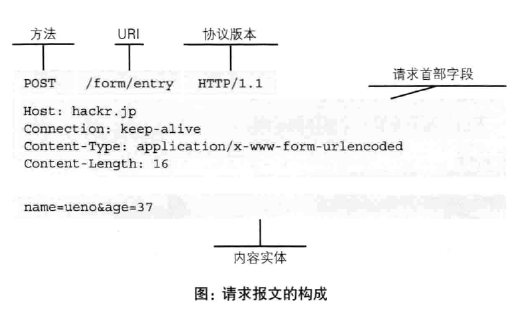 方法 URI 协议版本
POST /form/entry HTTP/1.1
请求首部字段
Host: hackr.jp
Connection: keep-alive
Content-Type: application/x-www-form-urlencoded
Content-Length: 16
name=ueno&age=37
内容实体
图：请求报文的构成